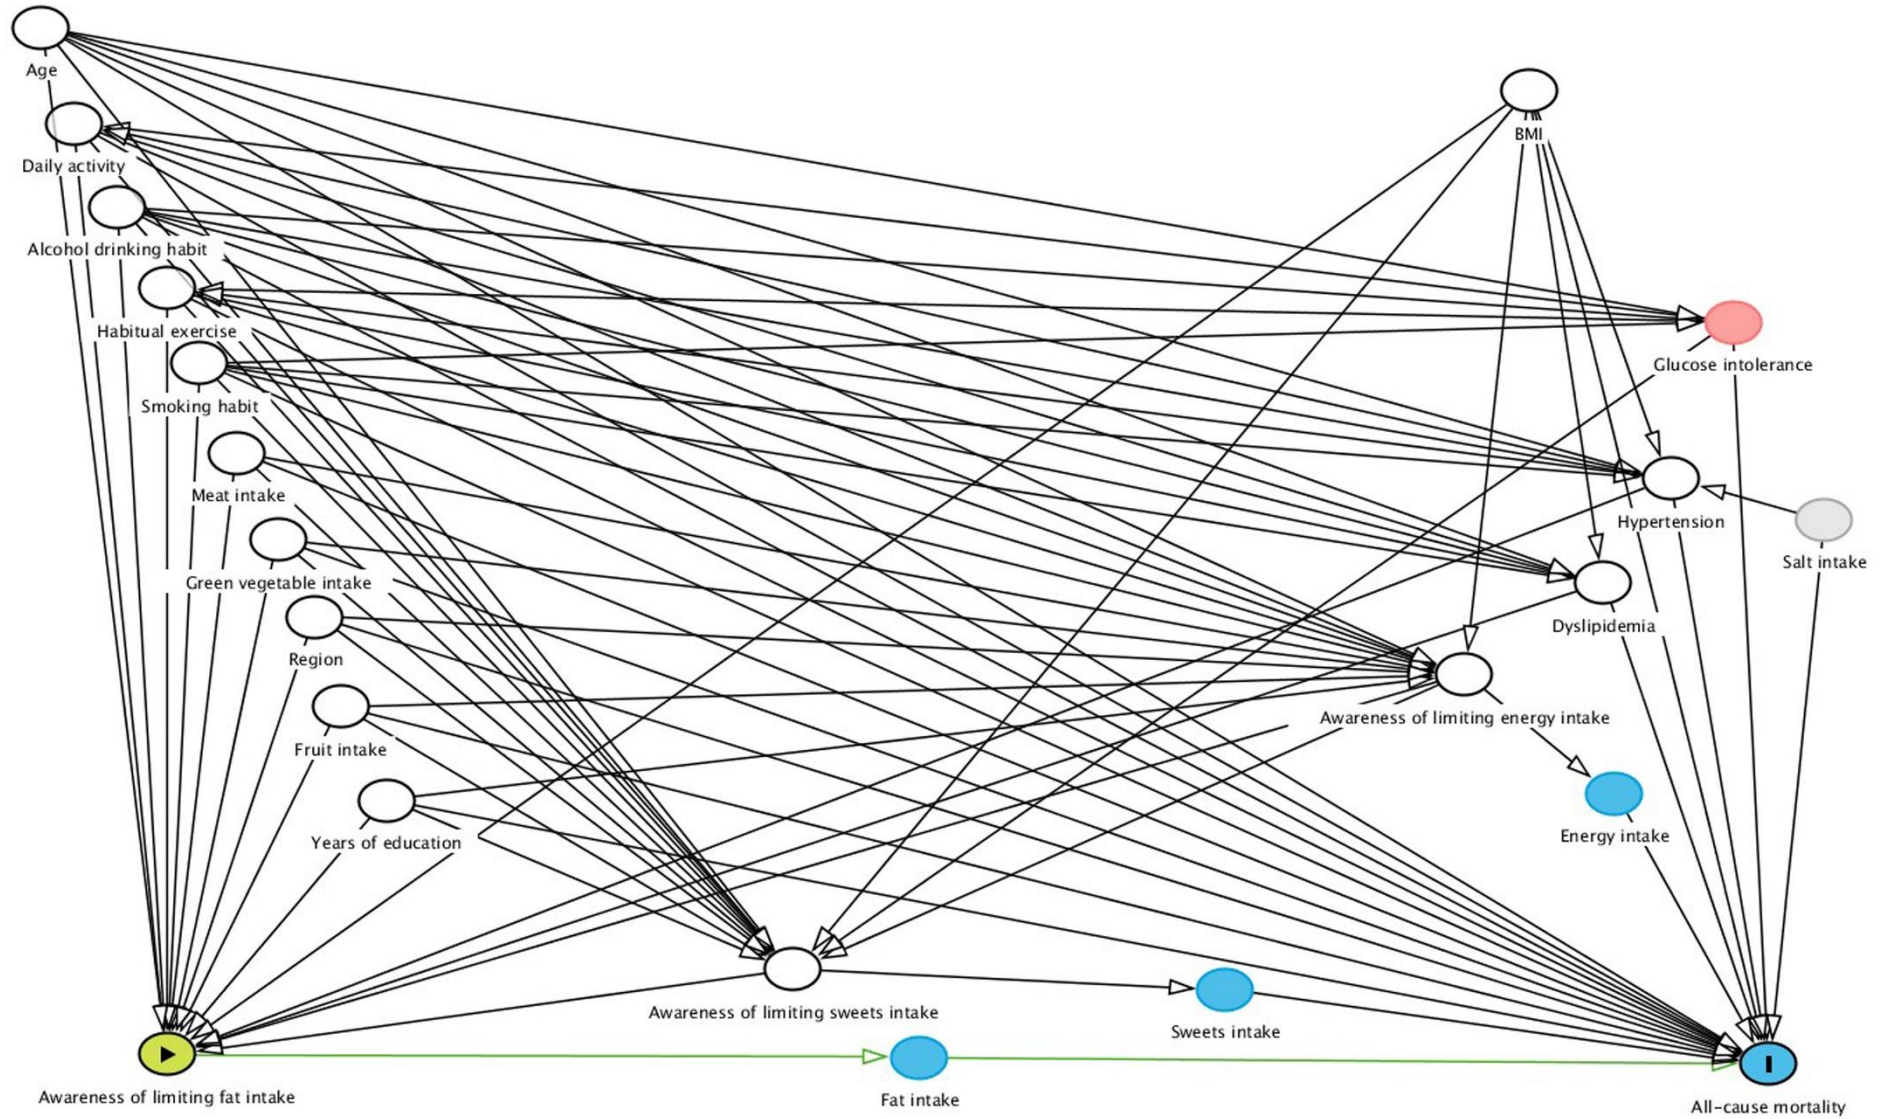 Age
BMI
Daily activity
Alcohol drinking habit
Habitual exercise
Glucose intolerance
Smoking habit
Meat intake
Hypertension
Salt intake
Green vegetable intake
Dyslipidemia
Region
Awareness of limiting energy intake
Fruit intake
Energy intake
Years of education
Awareness of limiting sweets intake
Sweets intake
Awareness of limiting fat intake
Fat intake
All-cause mortality